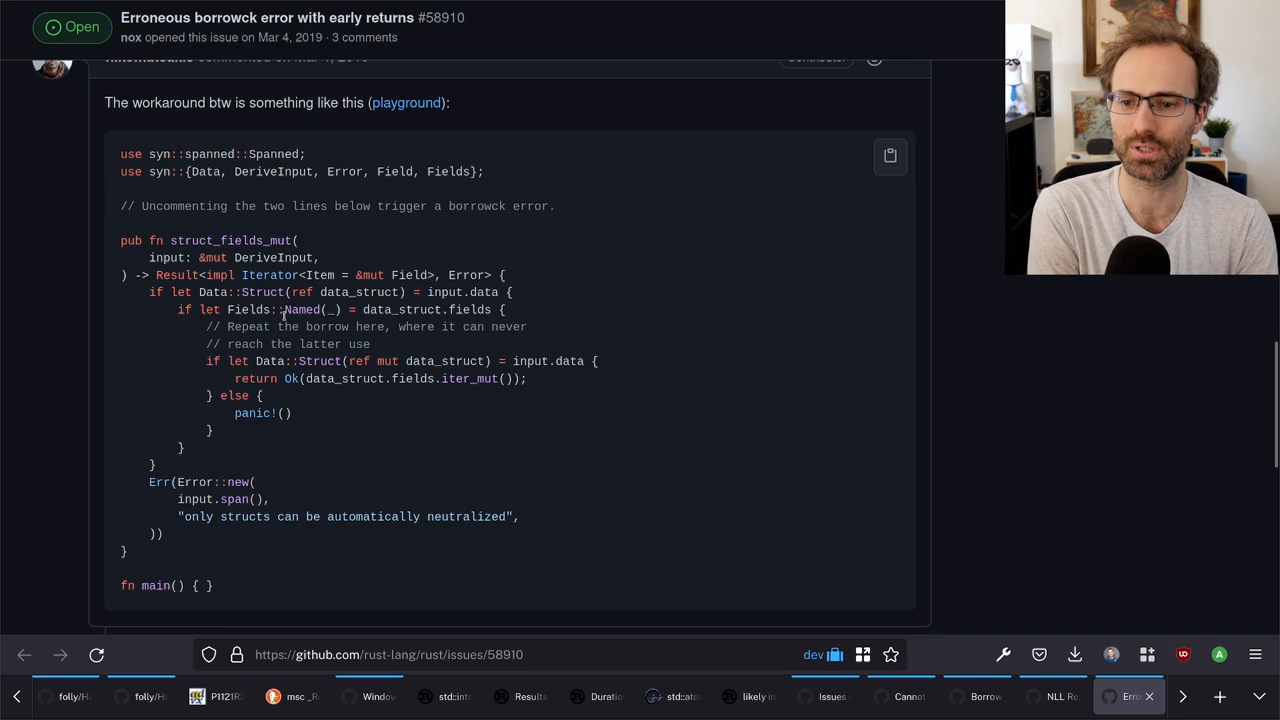 Open
Erroneous borrowck error with early returns #58910
nox opened this issue on Mar 4, 2019 · 3 comments
The workaround btw is something like this (playground):
use syn::spanned::Spanned;
use syn::{Data, DeriveInput, Error, Field, Fields};
// Uncommenting the two lines below trigger a borrowck error.
pub fn struct_fields_mut(
input: &mut DeriveInput,
) -> Result<impl Iterator<Item = &mut Field>, Error> {
if let Data::Struct(ref data_struct) = input.data {
if let Fields::Named(_) = data_struct.fields {
// Repeat the borrow here, where it can never
// reach the latter use
if let Data::Struct(ref mut data_struct) = input.data {
return Ok(data_struct.fields.iter_mut());
} else {
panic!()
}
}
}
Err(Error::new(
input.span(),
"only structs can be automatically neutralized",
))
}
fn main() { }
https://github.com/rust-lang/rust/issues/58910
dev
folly/Ha
folly/Ha
P1121R
msc _R
Window
std::int
Results
Duratio
std::ato
likely in
Issues
Cannot
Borrow
NLL Re
Erro